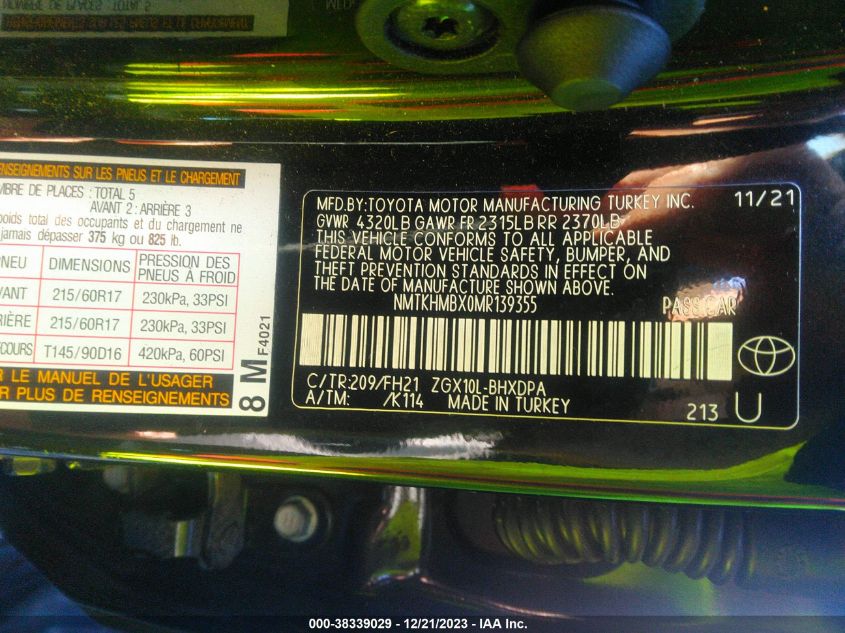 NOMBRE DE PLACES : TOTAL 5
RENSEIGNEMENTS SUR LES PNEUS ET LE CHARGEMENT
MBRE DE PLACES : TOTAL 5
AVANT 2 : ARRIÈRE 3
poids total des occupants et du chargement ne
jamais dépasser 375 kg ou 825 lb.
PNEU DIMENSIONS PRESSION DES PNEUS À FROID
VANT 215/60R17 230kPa, 33PSI
RIÈRE 215/60R17 230kPa, 33PSI
COURS T145/90D16 420kPa, 60PSI
R LE MANUEL DE L'USAGER
R PLUS DE RENSEIGNEMENTS
8 M F4021
MFD.BY:TOYOTA MOTOR MANUFACTURING TURKEY INC. 11/21
GVWR 4320LB GAWR FR 2315LB RR 2370LB
THIS VEHICLE CONFORMS TO ALL APPLICABLE
FEDERAL MOTOR VEHICLE SAFETY, BUMPER, AND
THEFT PREVENTION STANDARDS IN EFFECT ON
THE DATE OF MANUFACTURE SHOWN ABOVE.
NMTKHMBX0MR139355 PASS CAR
C/TR:209/FH21 ZGX10L-BHXDPA
A/TM: /K114 MADE IN TURKEY 213 U
000-38339029 - 12/21/2023 - IAA Inc.